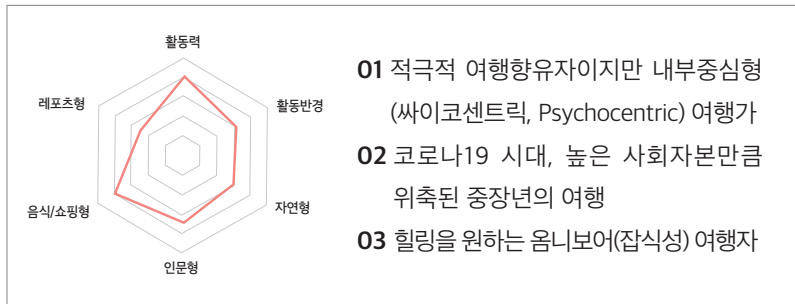 활동력
레포츠형
활동반경
음식/쇼핑형
자연형
인문형
01 적극적 여행향유자이지만 내부중심형
(싸이코센트릭, Psychocentric) 여행가
02 코로나19 시대, 높은 사회자본만큼
위축된 중장년의 여행
03 힐링을 원하는 옴니보어(잡식성) 여행자